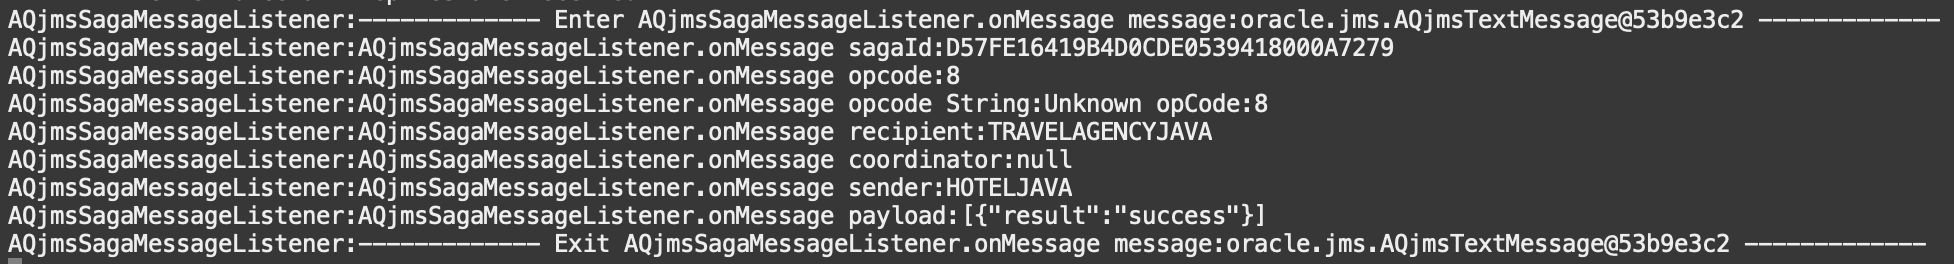 AQjmsSagaMessageListener:------------- Enter AQjmsSagaMessageListener.onMessage message:oracle.jms.AQjmsTextMessage@53b9e3c2 -------------
AQjmsSagaMessageListener:AQjmsSagaMessageListener.onMessage sagaId:D57FE16419B4D0CDE0539418000A7279
AQjmsSagaMessageListener:AQjmsSagaMessageListener.onMessage opcode:8
AQjmsSagaMessageListener:AQjmsSagaMessageListener.onMessage opcode String:Unknown opCode:8
AQjmsSagaMessageListener:AQjmsSagaMessageListener.onMessage recipient:TRAVELAGENCYJAVA
AQjmsSagaMessageListener:AQjmsSagaMessageListener.onMessage coordinator:null
AQjmsSagaMessageListener:AQjmsSagaMessageListener.onMessage sender:HOTELJAVA
AQjmsSagaMessageListener:AQjmsSagaMessageListener.onMessage payload:[{"result":"success"}]
AQjmsSagaMessageListener:------------- Exit AQjmsSagaMessageListener.onMessage message:oracle.jms.AQjmsTextMessage@53b9e3c2 -------------